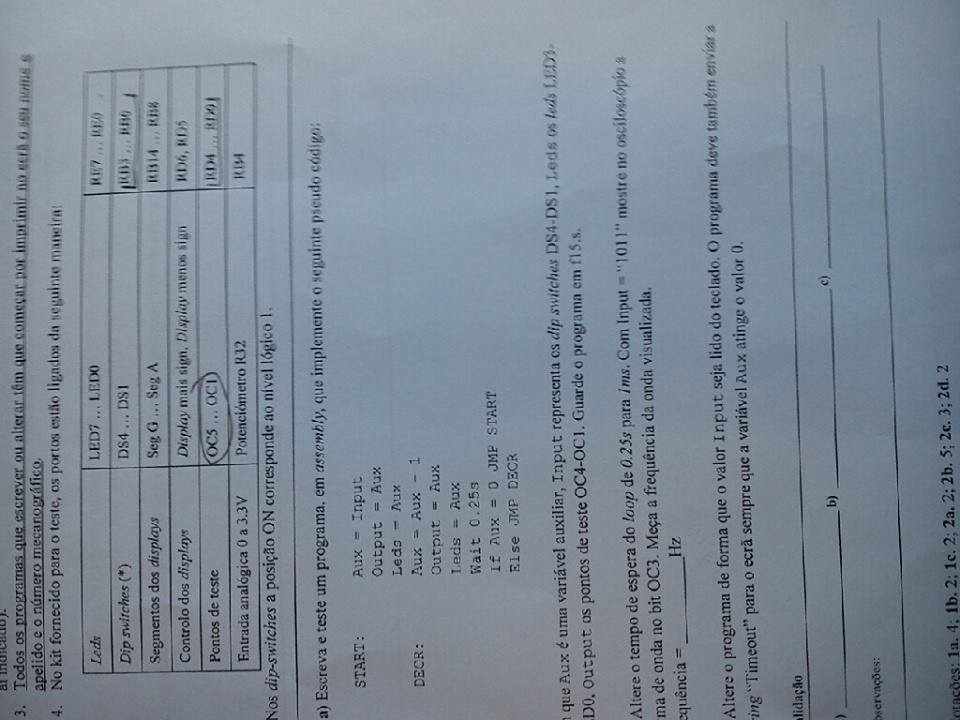 al indicado).
3. Todos os programas que escrever ou alterar têm que começar por imprimir no ecrã o seu nome e
apelido e o número mecanográfico.
4. No kit fornecido para o teste, os portos estão ligados da seguinte maneira:
Leds LED7 ... LED0 RE7 ... RE0
Dip switches (*) DS4 ... DS1 RB3 ... RB0
Segmentos dos displays Seg G ... Seg A RB14 ... RB8
Controlo dos displays Display mais sign, Display menos sign RD6, RD5
Pontos de teste OC5 ... OC1 RD4 ... RD0
Entrada analógica 0 a 3.3V Potenciómetro R32 RB4
Nos dip-switches a posição ON corresponde ao nível lógico 1.
a) Escreva e teste um programa, em assembly, que implemente o seguinte pseudo código:
START: Aux = Input
Output = Aux
Leds = Aux
DECR: Aux = Aux - 1
Output = Aux
Leds = Aux
Wait 0.25s
If Aux = 0 JMP START
Else JMP DECR
que Aux é uma variável auxiliar, Input representa os dip switches DS4-DS1, Leds os leds LED3-
LED0, Output os pontos de teste OC4-OC1. Guarde o programa em f15.s.
Altere o tempo de espera do loop de 0.25s para 1ms. Com Input = "1011" mostre no osciloscópio a
ma de onda no bit OC3. Meça a frequência da onda visualizada.
equência = ________Hz
Altere o programa de forma que o valor Input seja lido do teclado. O programa deve também enviar a
ring "Timeout" para o ecrã sempre que a variável Aux atinge o valor 0.
lidação
) ________ b) ________ c) ________
servações:
otações: 1a. 4; 1b. 2; 1c. 2; 2a. 2; 2b. 5; 2c. 3; 2d. 2